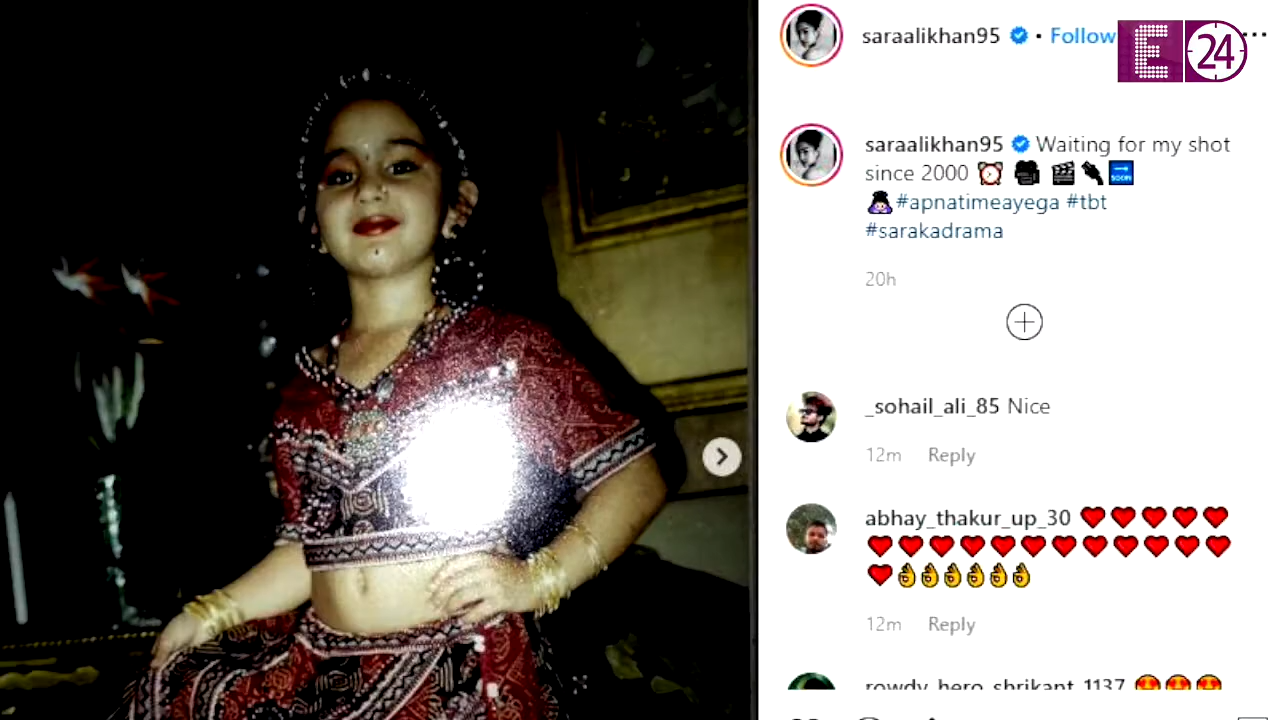 saraalikhan95 • Follow
E 24
saraalikhan95 Waiting for my shot
since 2000 ⏰ 🎥 🎬 🔫 🔜
🙇🏻‍♀️#apnatimeayega #tbt
#sarakadrama
20h
_sohail_ali_85 Nice
12m Reply
abhay_thakur_up_30 ❤️❤️❤️❤️❤️
❤️❤️❤️❤️❤️❤️❤️❤️❤️❤️❤️❤️
❤️👌👌👌👌👌
12m Reply
rowdy_hero_shrikant_1137 🤩🤩🤩